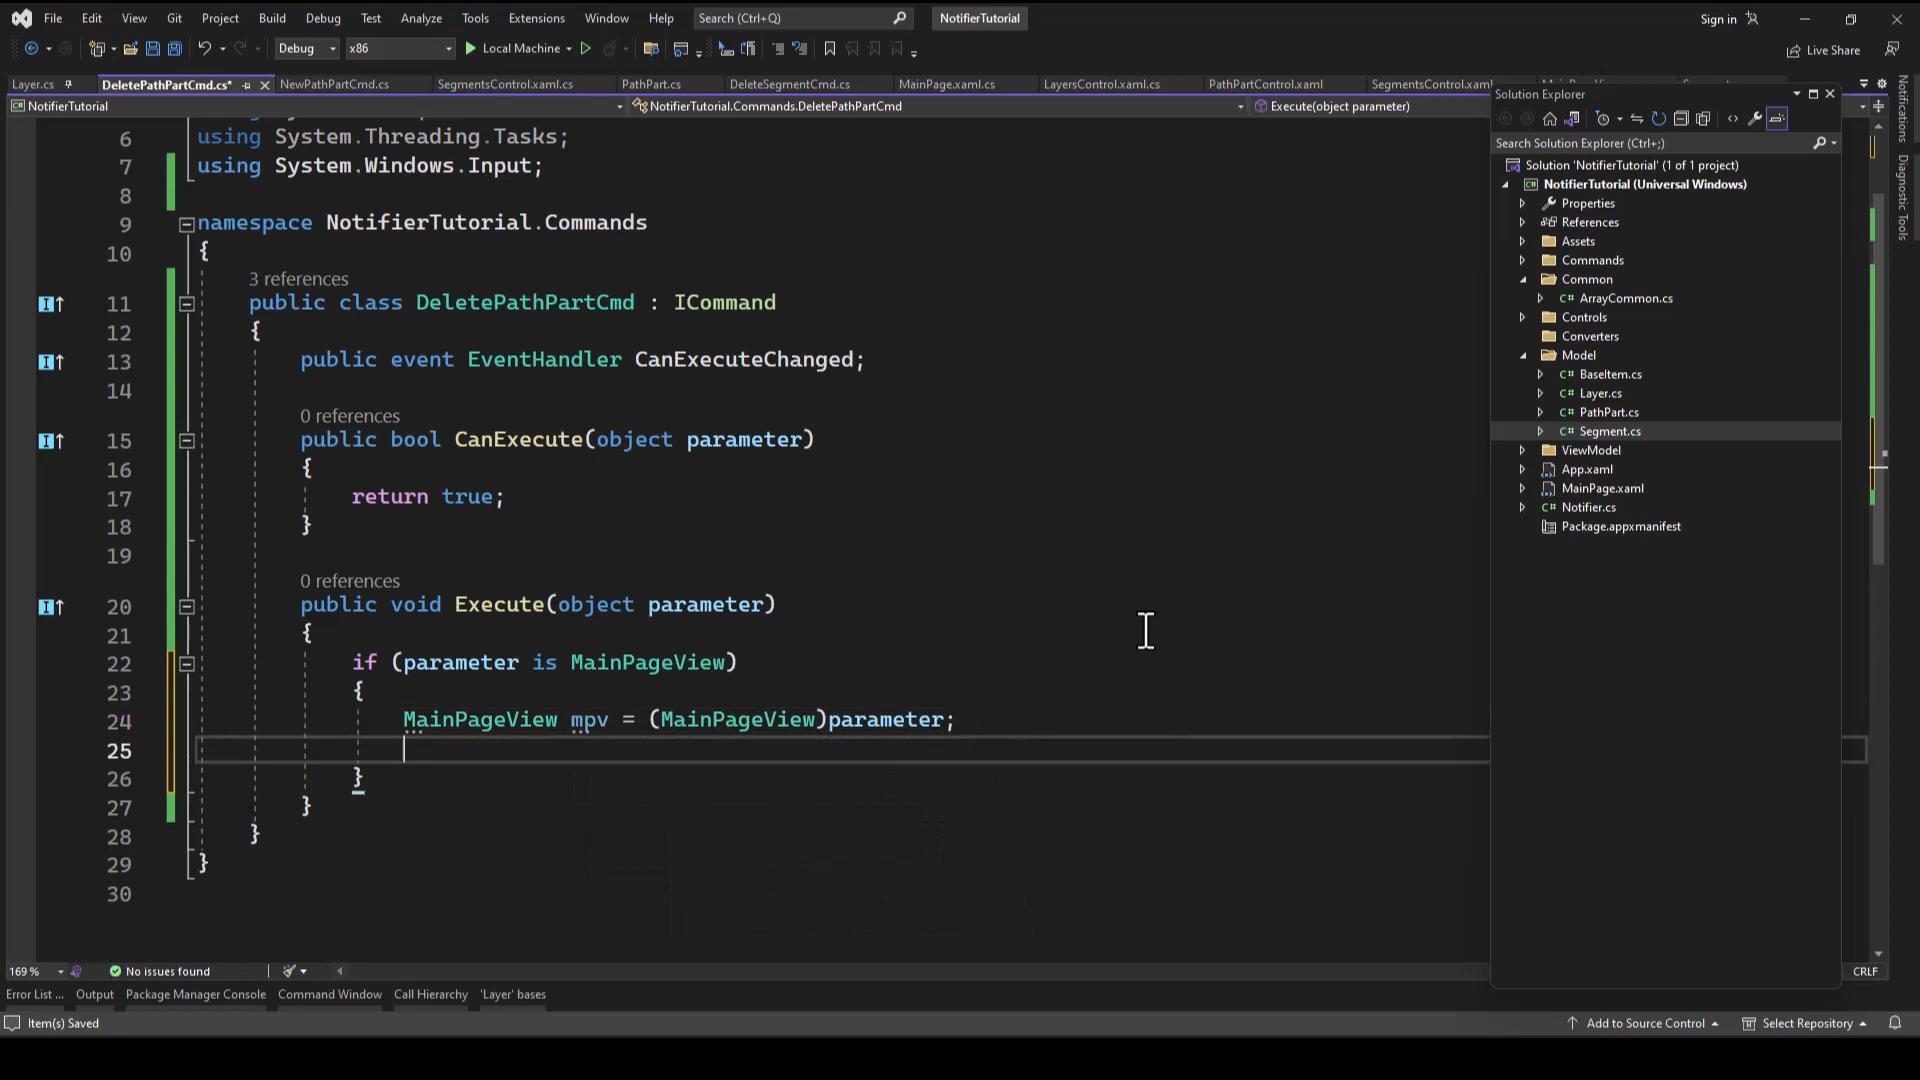 File Edit View Git Project Build Debug Test Analyze Tools Extensions Window Help Search (Ctrl+Q) NotifierTutorial Sign in
Debug x86 Local Machine Live Share
Layer.cs DeletePathPartCmd.cs* NewPathPartCmd.cs SegmentsControl.xaml.cs PathPart.cs DeleteSegmentCmd.cs MainPage.xaml.cs LayersControl.xaml.cs PathPartControl.xaml SegmentsControl.xaml
NotifierTutorial NotifierTutorial.Commands.DeletePathPartCmd Execute(object parameter)
6 using System.Threading.Tasks;
7 using System.Windows.Input;
8
9 namespace NotifierTutorial.Commands
10 {
3 references
11 public class DeletePathPartCmd : ICommand
12 {
13 public event EventHandler CanExecuteChanged;
14
0 references
15 public bool CanExecute(object parameter)
16 {
17 return true;
18 }
19
0 references
20 public void Execute(object parameter)
21 {
22 if (parameter is MainPageView)
23 {
24 MainPageView mpv = (MainPageView)parameter;
25
26 }
27 }
28 }
29 }
30
Solution Explorer
Search Solution Explorer (Ctrl+;)
Solution 'NotifierTutorial' (1 of 1 project)
NotifierTutorial (Universal Windows)
Properties
References
Assets
Commands
Common
C# ArrayCommon.cs
Controls
Converters
Model
C# BaseItem.cs
C# Layer.cs
C# PathPart.cs
C# Segment.cs
ViewModel
App.xaml
MainPage.xaml
C# Notifier.cs
Package.appxmanifest
Notifications
Diagnostic Tools
169 % No issues found CRLF
Error List ... Output Package Manager Console Command Window Call Hierarchy 'Layer' bases
Item(s) Saved Add to Source Control Select Repository